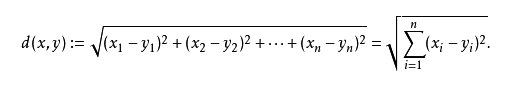 d(x, y) := √((x₁ − y₁)² + (x₂ − y₂)² + ⋯ + (xₙ − yₙ)²) = √(∑ᵢ₌₁ⁿ (xᵢ − yᵢ)²).